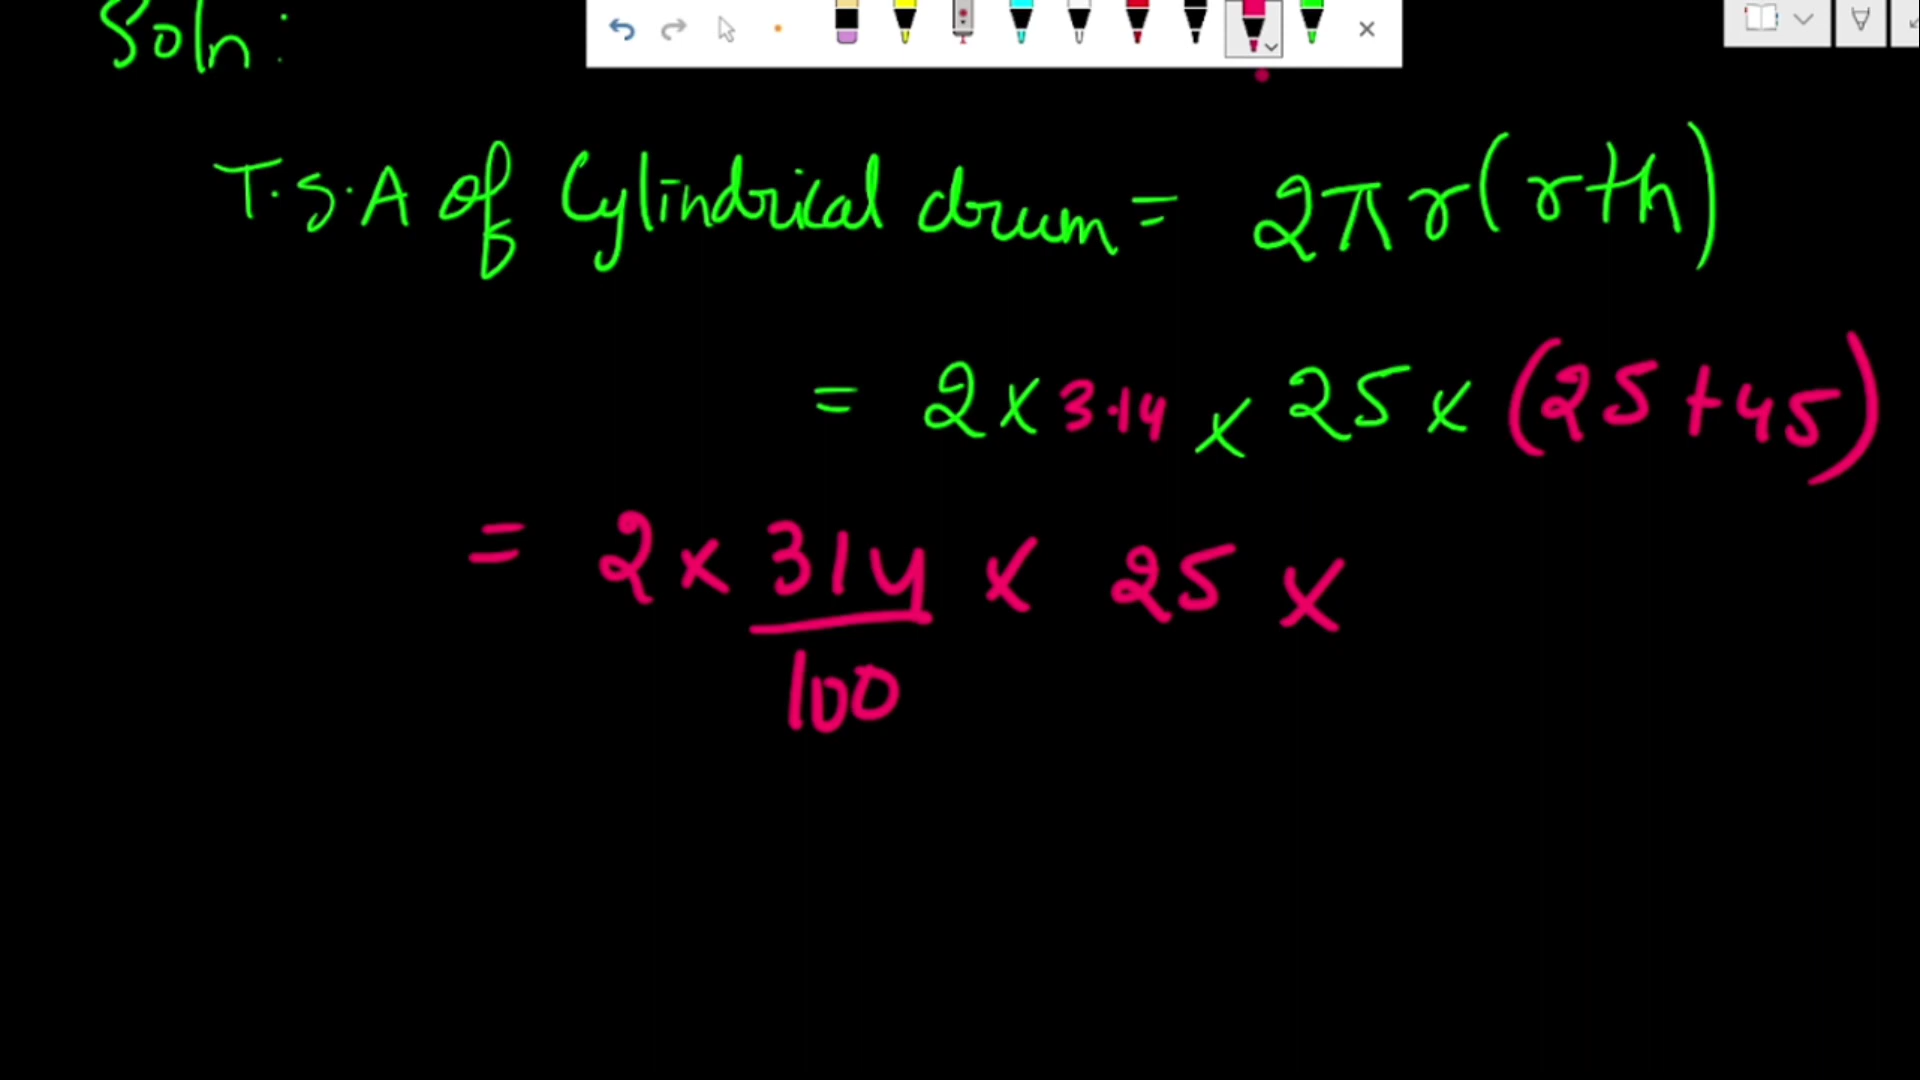 Soln:
T.S.A of Cylindrical drum = 2πr(r+h)
= 2 x 3.14 x 25 x (25+45)
= 2 x 314/100 x 25 x